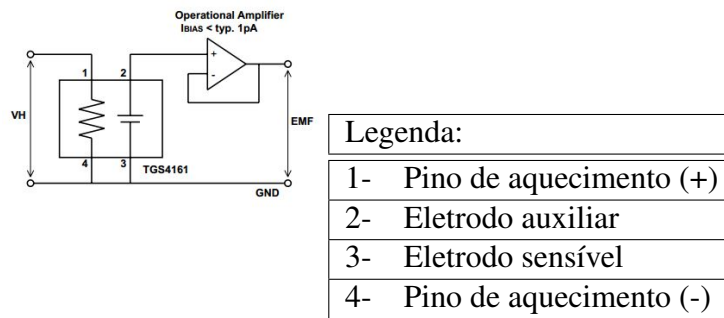 Operational Amplifier
IBIAS < typ. 1pA
1
2
+
-
VH
EMF
4
3
TGS4161
GND
Legenda:
1- Pino de aquecimento (+)
2- Eletrodo auxiliar
3- Eletrodo sensível
4- Pino de aquecimento (-)